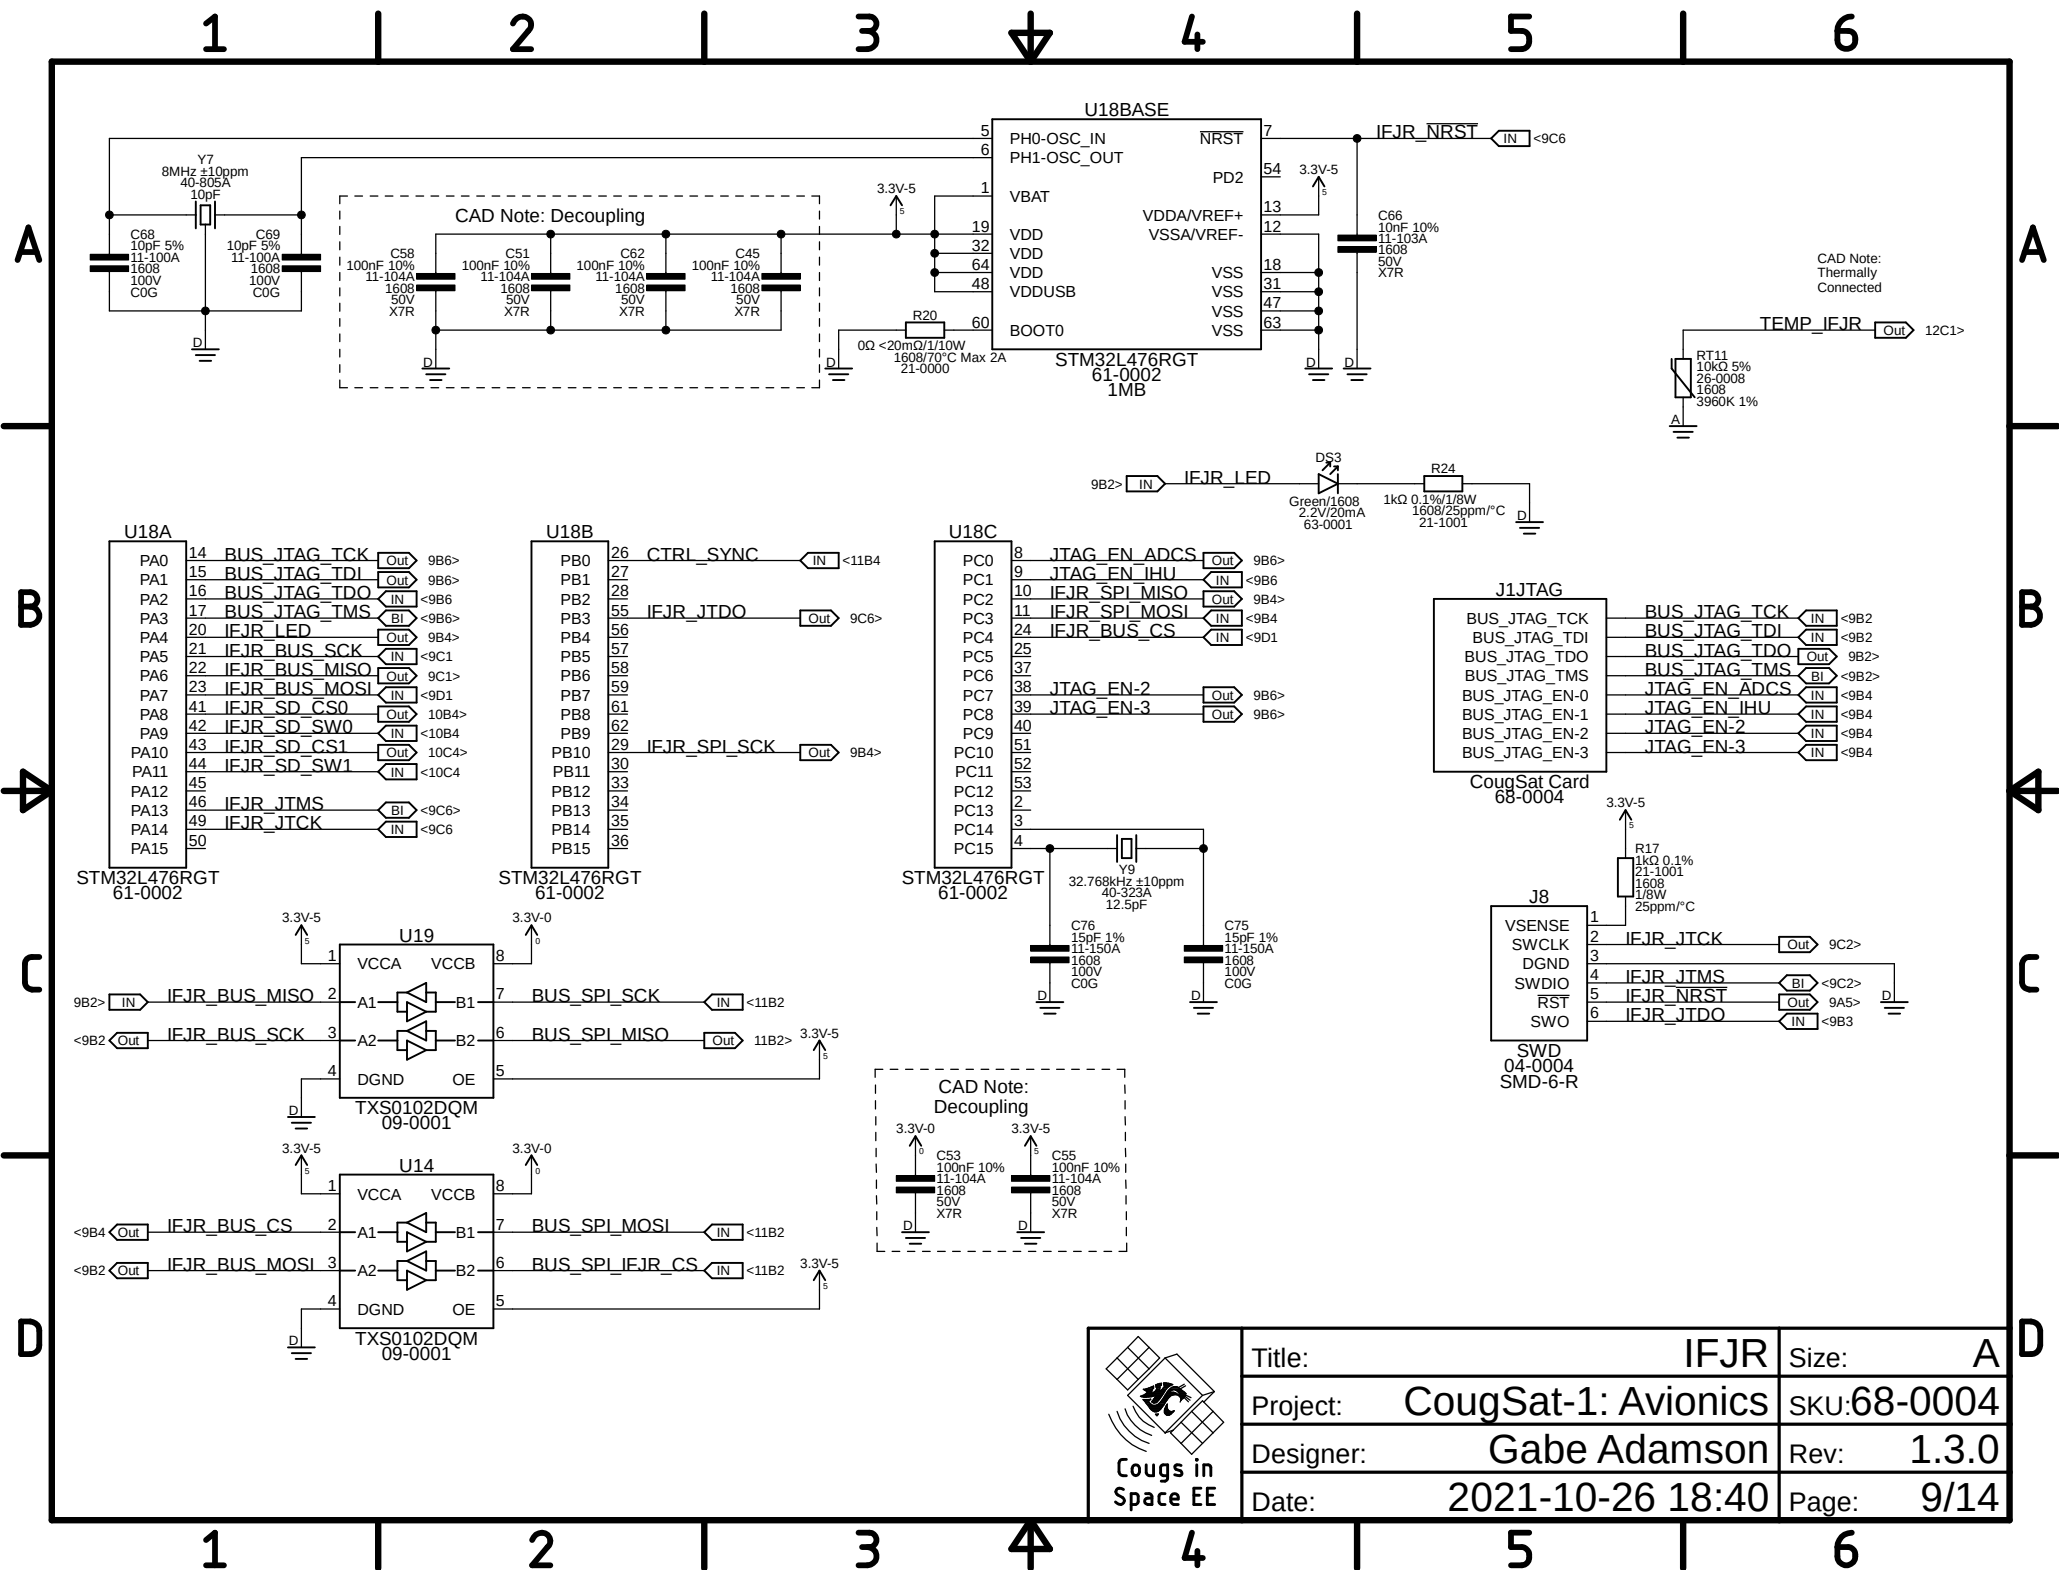 1 2 3 4 5 6
A
B
C
D
U18BASE
5 PH0-OSC_IN
6 PH1-OSC_OUT
1 VBAT
19 VDD
32 VDD
64 VDD
48 VDDUSB
60 BOOT0
NRST 7
PD2 54
VDDA/VREF+ 13
VSSA/VREF- 12
VSS 18
VSS 31
VSS 47
VSS 63
STM32L476RGT
61-0002
1MB
IFJR_NRST IN <9C6
3.3V-5
5
C66
10nF 10%
11-103A
1608
50V
X7R
D
D
Y7
8MHz ±10ppm
40-805A
10pF
C68
10pF 5%
11-100A
1608
100V
C0G
C69
10pF 5%
11-100A
1608
100V
C0G
D
CAD Note: Decoupling
C58
100nF 10%
11-104A
1608
50V
X7R
C51
100nF 10%
11-104A
1608
50V
X7R
C62
100nF 10%
11-104A
1608
50V
X7R
C45
100nF 10%
11-104A
1608
50V
X7R
D
3.3V-5
5
R20
0Ω <20mΩ/1/10W
1608/70°C Max 2A
21-0000
D
CAD Note:
Thermally
Connected
TEMP_IFJR Out 12C1>
RT11
10kΩ 5%
26-0008
1608
3960K 1%
A
9B2> IN IFJR_LED
DS3
Green/1608
2.2V/20mA
63-0001
R24
1kΩ 0.1%/1/8W
1608/25ppm/°C
21-1001
D
U18A
PA0 14 BUS_JTAG_TCK Out 9B6>
PA1 15 BUS_JTAG_TDI Out 9B6>
PA2 16 BUS_JTAG_TDO IN <9B6
PA3 17 BUS_JTAG_TMS BI <9B6>
PA4 20 IFJR_LED Out 9B4>
PA5 21 IFJR_BUS_SCK IN <9C1
PA6 22 IFJR_BUS_MISO Out 9C1>
PA7 23 IFJR_BUS_MOSI IN <9D1
PA8 41 IFJR_SD_CS0 Out 10B4>
PA9 42 IFJR_SD_SW0 IN <10B4
PA10 43 IFJR_SD_CS1 Out 10C4>
PA11 44 IFJR_SD_SW1 IN <10C4
PA12 45
PA13 46 IFJR_JTMS BI <9C6>
PA14 49 IFJR_JTCK IN <9C6
PA15 50
STM32L476RGT
61-0002
U18B
PB0 26 CTRL_SYNC IN <11B4
PB1 27
PB2 28
PB3 55 IFJR_JTDO Out 9C6>
PB4 56
PB5 57
PB6 58
PB7 59
PB8 61
PB9 62
PB10 29 IFJR_SPI_SCK Out 9B4>
PB11 30
PB12 33
PB13 34
PB14 35
PB15 36
STM32L476RGT
61-0002
U18C
PC0 8 JTAG_EN_ADCS Out 9B6>
PC1 9 JTAG_EN_IHU IN <9B6
PC2 10 IFJR_SPI_MISO Out 9B4>
PC3 11 IFJR_SPI_MOSI IN <9B4
PC4 24 IFJR_BUS_CS IN <9D1
PC5 25
PC6 37
PC7 38 JTAG_EN-2 Out 9B6>
PC8 39 JTAG_EN-3 Out 9B6>
PC9 40
PC10 51
PC11 52
PC12 53
PC13 2
PC14 3
PC15 4
STM32L476RGT
61-0002
Y9
32.768kHz ±10ppm
40-323A
12.5pF
C76
15pF 1%
11-150A
1608
100V
C0G
D
C75
15pF 1%
11-150A
1608
100V
C0G
D
J1JTAG
BUS_JTAG_TCK BUS_JTAG_TCK IN <9B2
BUS_JTAG_TDI BUS_JTAG_TDI IN <9B2
BUS_JTAG_TDO BUS_JTAG_TDO Out 9B2>
BUS_JTAG_TMS BUS_JTAG_TMS BI <9B2>
BUS_JTAG_EN-0 JTAG_EN_ADCS IN <9B4
BUS_JTAG_EN-1 JTAG_EN_IHU IN <9B4
BUS_JTAG_EN-2 JTAG_EN-2 IN <9B4
BUS_JTAG_EN-3 JTAG_EN-3 IN <9B4
CougSat Card
68-0004
3.3V-5
5
R17
1kΩ 0.1%
21-1001
1608
1/8W
25ppm/°C
J8
VSENSE 1
SWCLK 2 IFJR_JTCK Out 9C2>
DGND 3
SWDIO 4 IFJR_JTMS BI <9C2>
RST 5 IFJR_NRST Out 9A5>
SWO 6 IFJR_JTDO IN <9B3
D
SWD
04-0004
SMD-6-R
3.3V-5
5
3.3V-0
0
U19
1 VCCA VCCB 8
9B2> IN IFJR_BUS_MISO 2 A1 B1 7 BUS_SPI_SCK IN <11B2
<9B2 Out IFJR_BUS_SCK 3 A2 B2 6 BUS_SPI_MISO Out 11B2>
4 DGND OE 5
3.3V-5
5
D
TXS0102DQM
09-0001
3.3V-5
5
3.3V-0
0
U14
1 VCCA VCCB 8
<9B4 Out IFJR_BUS_CS 2 A1 B1 7 BUS_SPI_MOSI IN <11B2
<9B2 Out IFJR_BUS_MOSI 3 A2 B2 6 BUS_SPI_IFJR_CS IN <11B2
4 DGND OE 5
3.3V-5
5
D
TXS0102DQM
09-0001
CAD Note:
Decoupling
3.3V-0
0
C53
100nF 10%
11-104A
1608
50V
X7R
D
3.3V-5
5
C55
100nF 10%
11-104A
1608
50V
X7R
D
Cougs in
Space EE
Title: IFJR Size: A
Project: CougSat-1: Avionics SKU: 68-0004
Designer: Gabe Adamson Rev: 1.3.0
Date: 2021-10-26 18:40 Page: 9/14
A
B
C
D
1 2 3 4 5 6